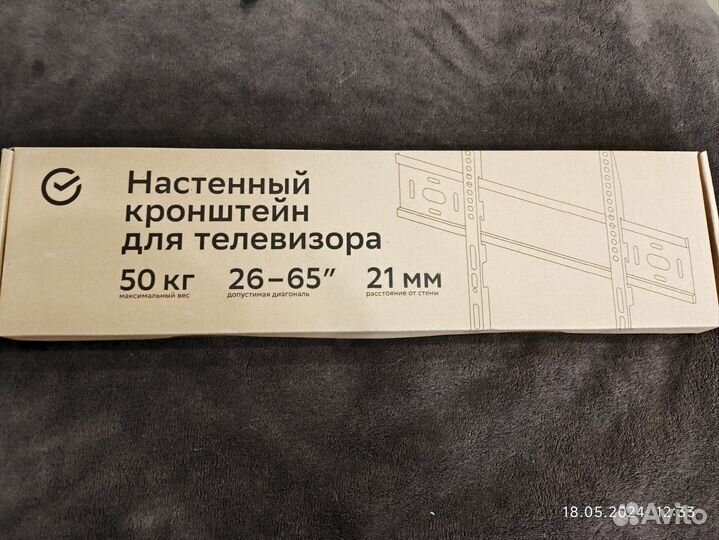 Настенный
кронштейн
для телевизора
50 кг 26–65″ 21 мм
максимальный вес допустимая диагональ расстояние от стены
18.05.2024 12:33
Avito